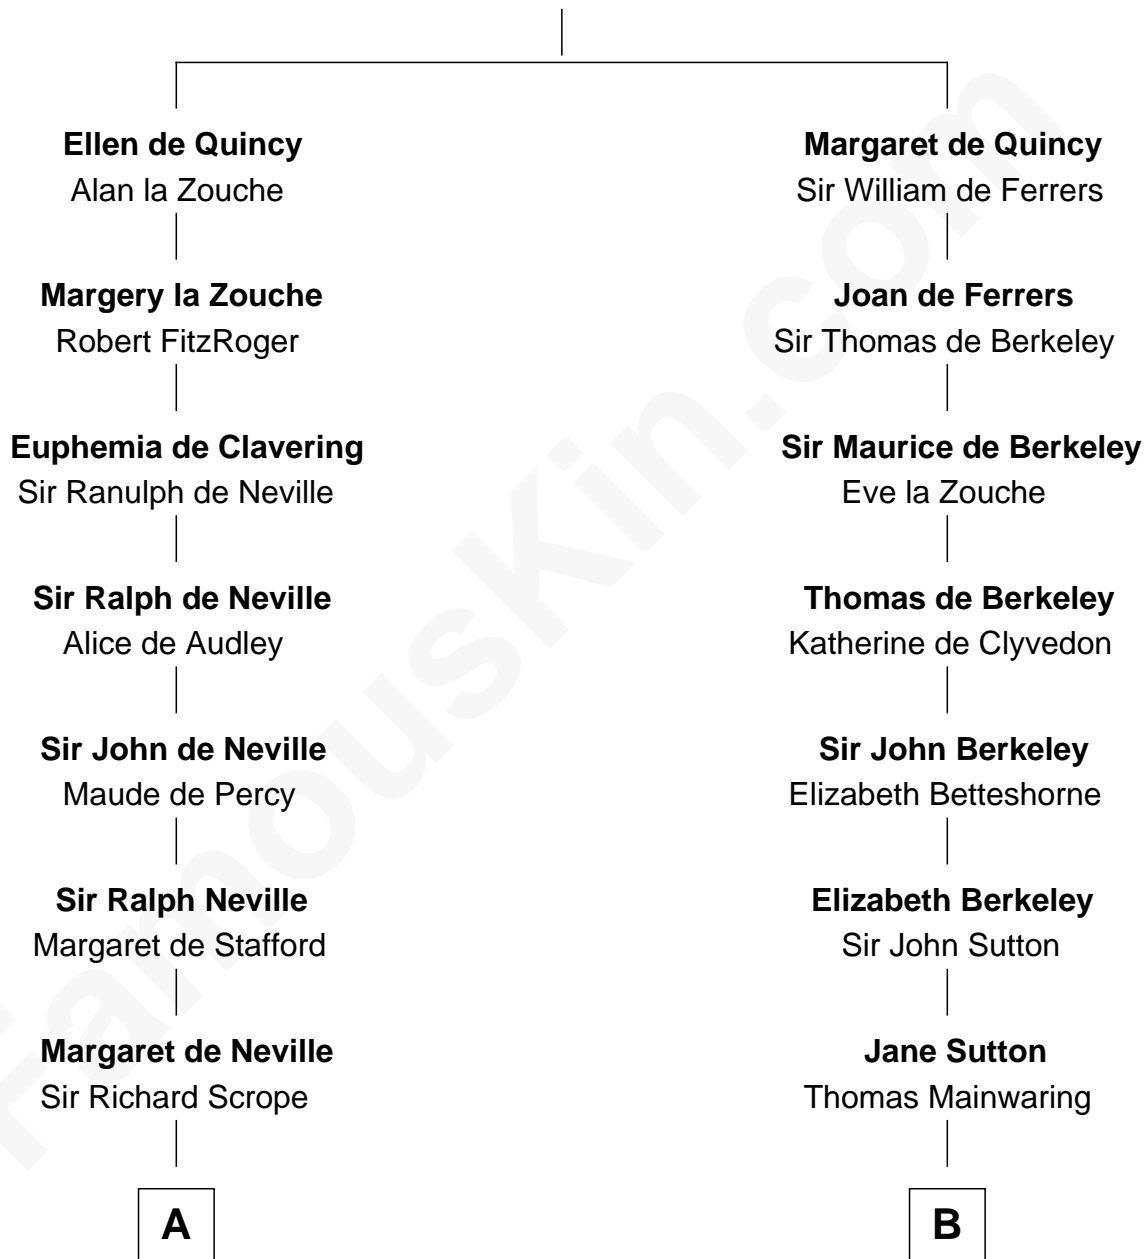 Ellen de Quincy
Alan la Zouche
Margery la Zouche
Robert FitzRoger
Euphemia de Clavering
Sir Ranulph de Neville
Sir Ralph de Neville
Alice de Audley
Sir John de Neville
Maude de Percy
Sir Ralph Neville
Margaret de Stafford
Margaret de Neville
Sir Richard Scrope
A
Margaret de Quincy
Sir William de Ferrers
Joan de Ferrers
Sir Thomas de Berkeley
Sir Maurice de Berkeley
Eve la Zouche
Thomas de Berkeley
Katherine de Clyvedon
Sir John Berkeley
Elizabeth Betteshorne
Elizabeth Berkeley
Sir John Sutton
Jane Sutton
Thomas Mainwaring
B
FamousKin.com